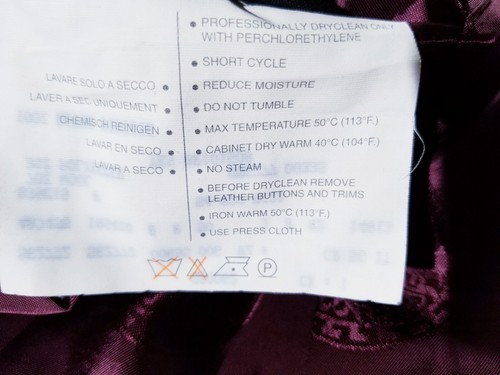 LAVARE SOLO A SECCO •
LAVER A SEC UNIQUEMENT •
CHEMISCH REINIGEN •
LAVAR EN SECO •
LAVAR A SECO •
• PROFESSIONALLY DRYCLEAN ONLY
WITH PERCHLORETHYLENE
• SHORT CYCLE
• REDUCE MOISTURE
• DO NOT TUMBLE
• MAX TEMPERATURE 50°C (113°F.)
• CABINET DRY WARM 40°C (104°F.)
• NO STEAM
• BEFORE DRYCLEAN REMOVE
LEATHER BUTTONS AND TRIMS
• IRON WARM 50°C (113°F.)
• USE PRESS CLOTH
P